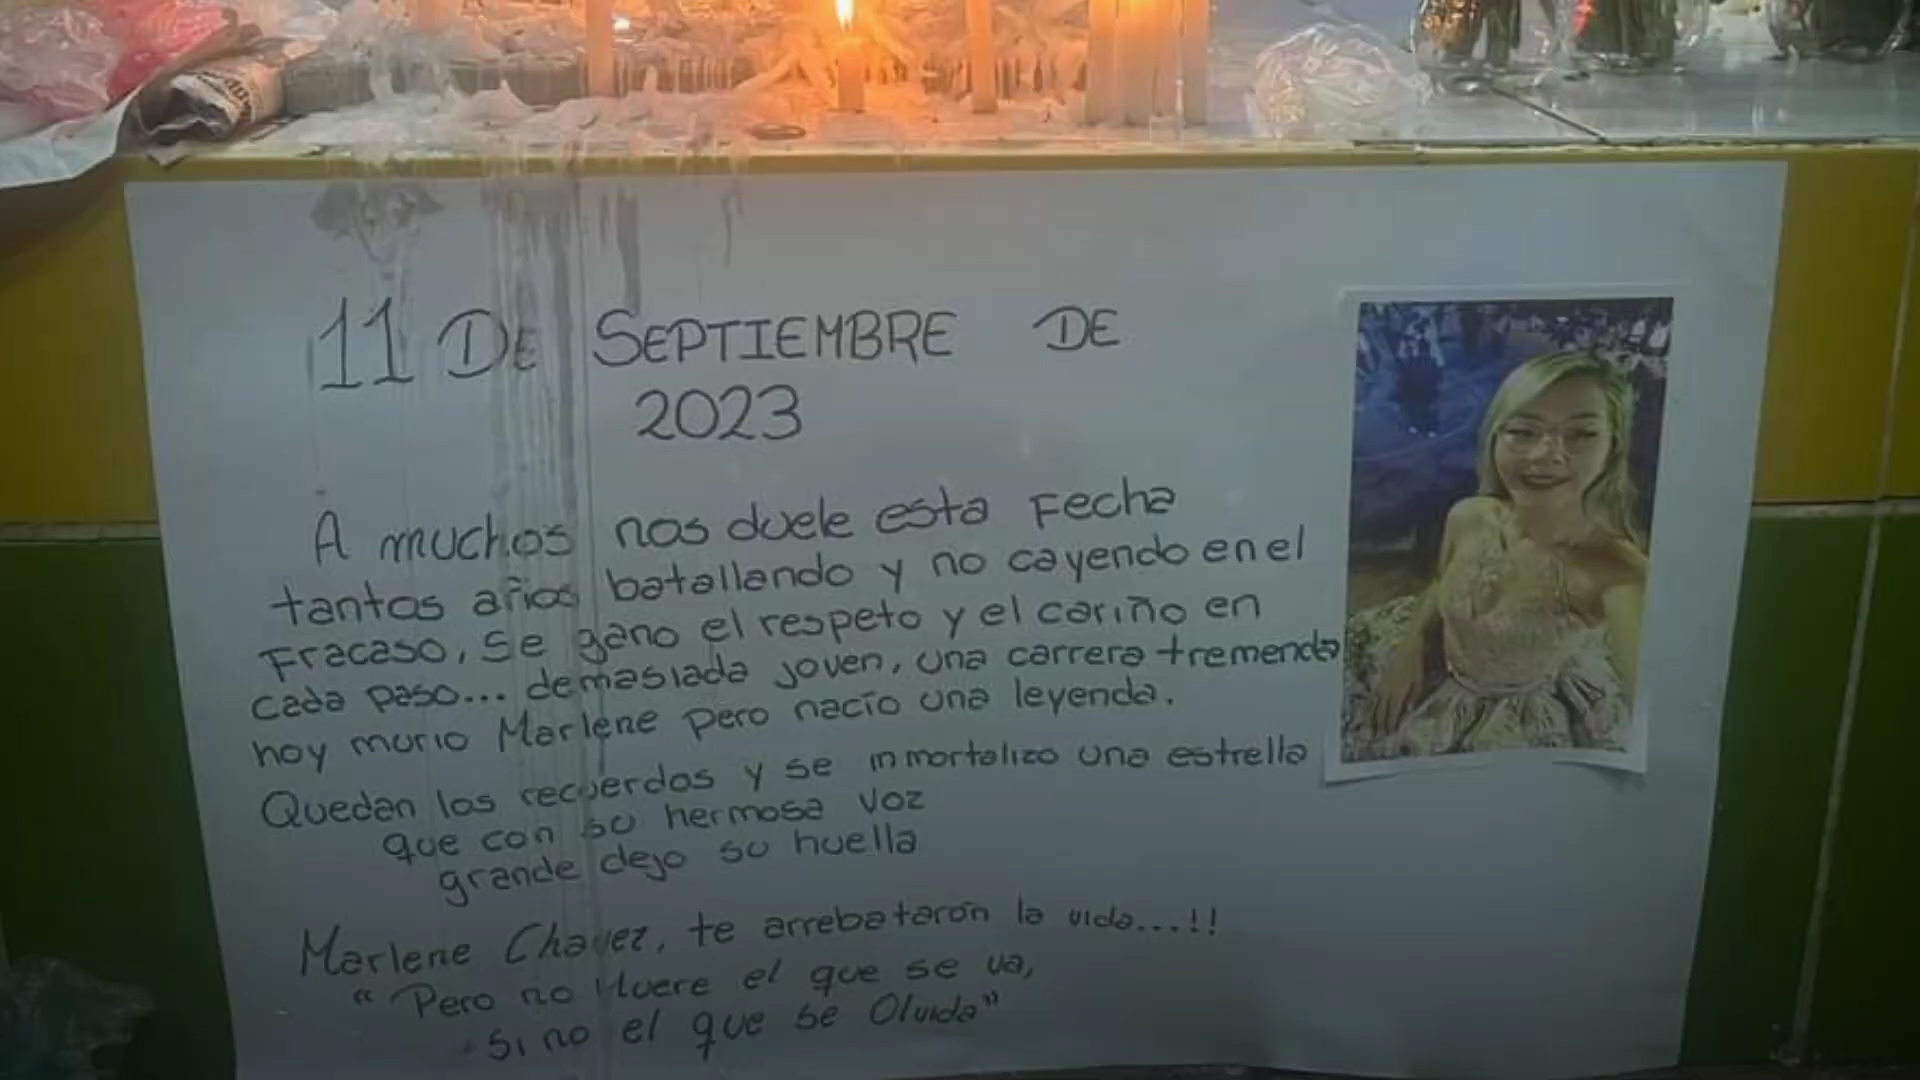 11 DE SEPTIEMBRE DE
2023
A muchos nos duele esta Fecha
tantos años batallando y no cayendo en el
Fracaso, Se gano el respeto y el cariño en
cada paso... demasiada joven, una carrera tremenda
hoy murio Marlene pero nacío una leyenda.
Quedan los recuerdos y se inmortalizo una estrella
que con su hermosa voz
grande dejo su huella
Marlene Chavez, te arrebatarón la vida...!!
"Pero no Muere el que se va,
Si no el que se Olvida"